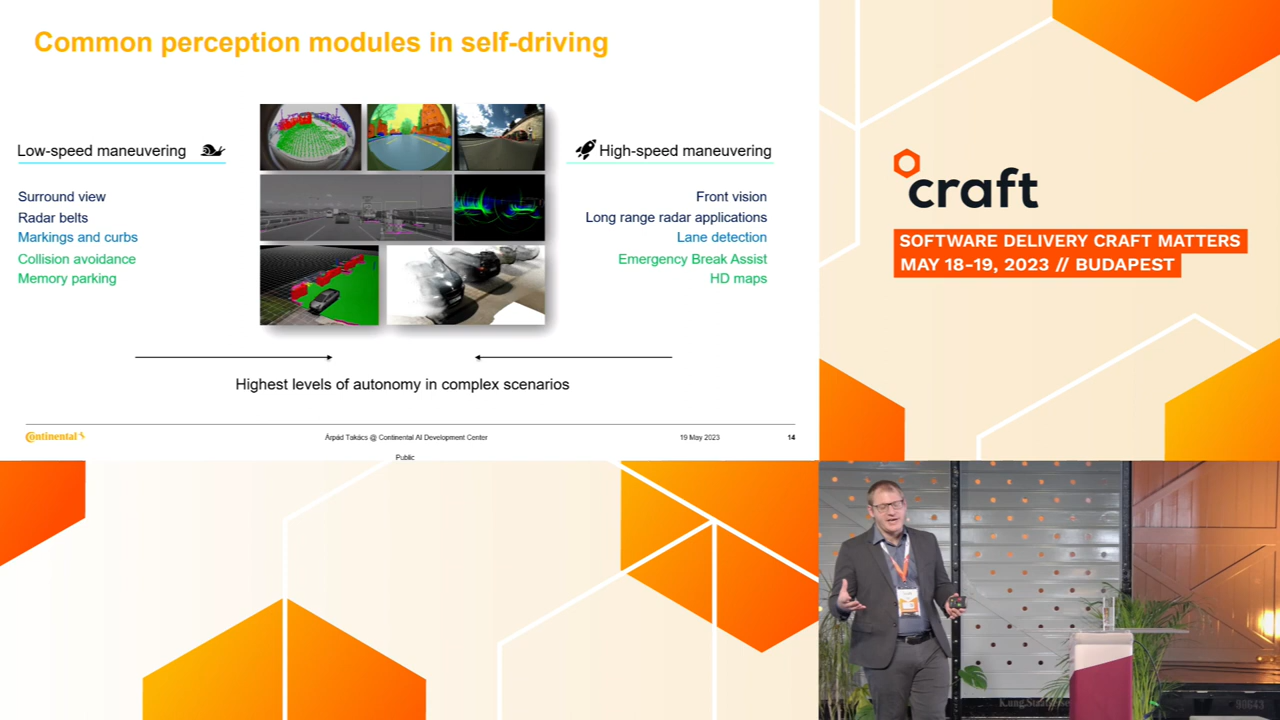 Common perception modules in self-driving
Low-speed maneuvering
Surround view
Radar belts
Markings and curbs
Collision avoidance
Memory parking
High-speed maneuvering
Front vision
Long range radar applications
Lane detection
Emergency Break Assist
HD maps
Highest levels of autonomy in complex scenarios
Continental
Árpád Takács @ Continental AI Development Center
19 May 2023
14
Public
craft
SOFTWARE DELIVERY CRAFT MATTERS
MAY 18-19, 2023 // BUDAPEST